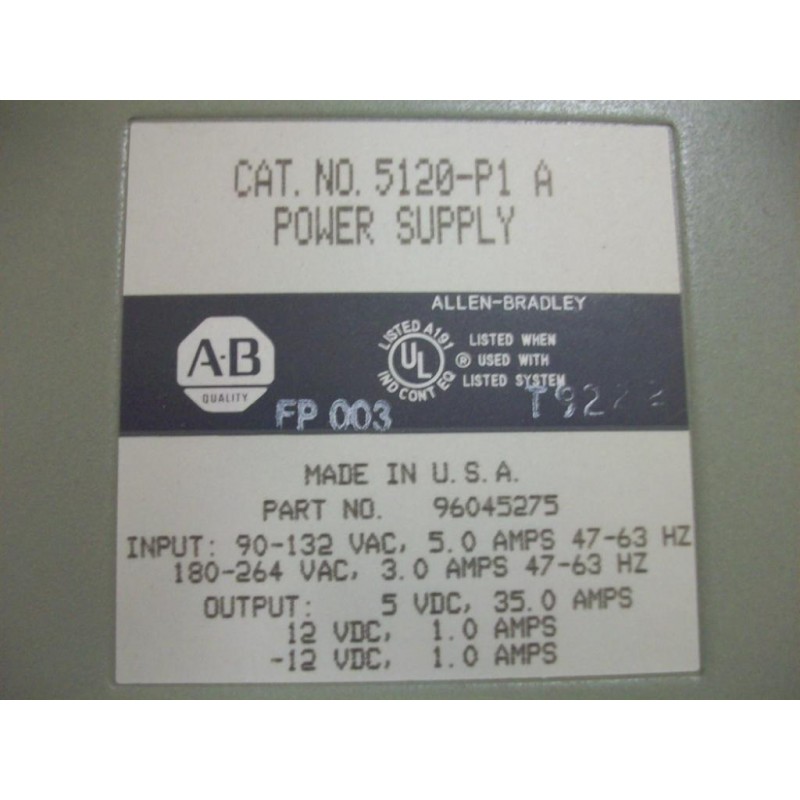 CAT. NO. 5120-P1 A
POWER SUPPLY
ALLEN-BRADLEY
A·B
QUALITY
LISTED A191
UL
IND CONT EQ
®
LISTED WHEN
USED WITH
LISTED SYSTEM
FP 003
MADE IN U.S.A.
PART NO. 96045275
INPUT: 90-132 VAC, 5.0 AMPS 47-63 HZ
180-264 VAC, 3.0 AMPS 47-63 HZ
OUTPUT: 5 VDC, 35.0 AMPS
12 VDC, 1.0 AMPS
-12 VDC, 1.0 AMPS